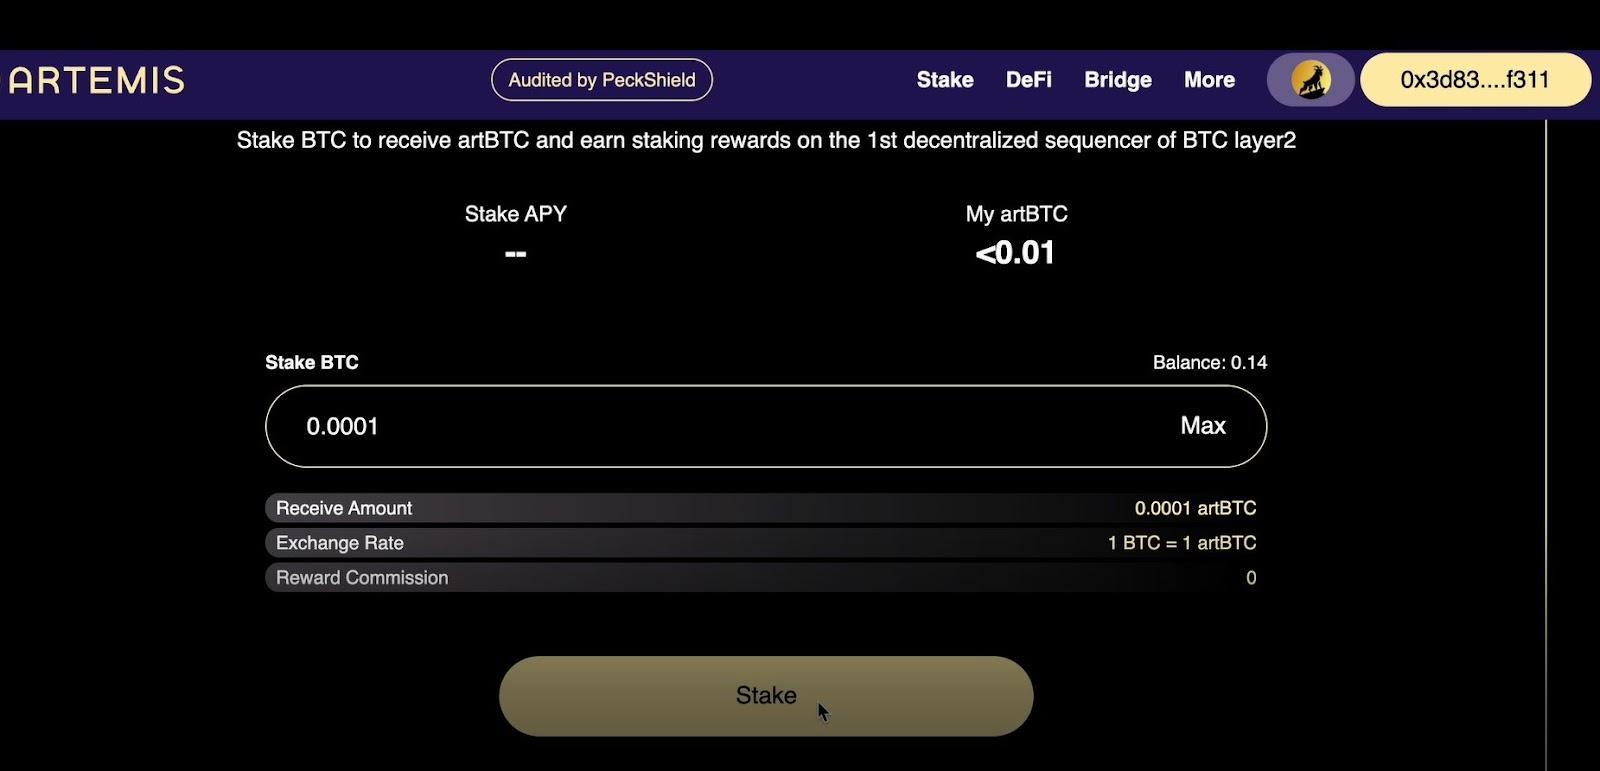 ARTEMIS Audited by PeckShield Stake DeFi Bridge More 0x3d83....f311
Stake BTC to receive artBTC and earn staking rewards on the 1st decentralized sequencer of BTC layer2
Stake APY My artBTC
-- <0.01
Stake BTC Balance: 0.14
0.0001 Max
Receive Amount 0.0001 artBTC
Exchange Rate 1 BTC = 1 artBTC
Reward Commission 0
Stake